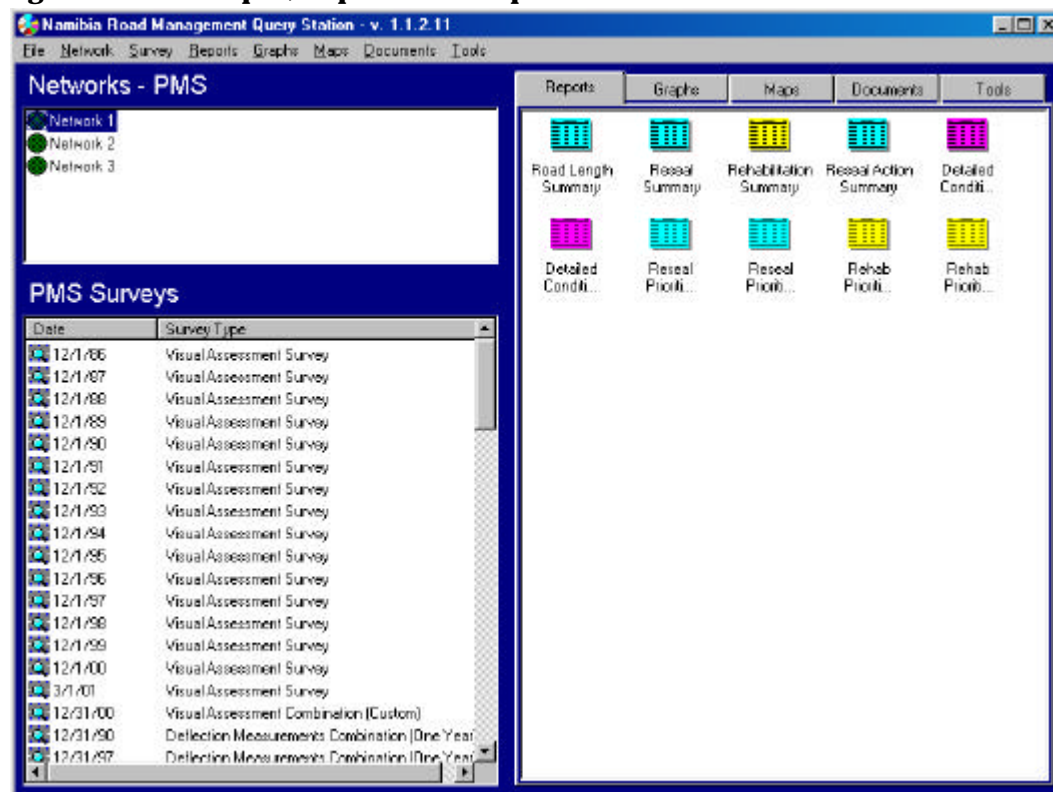 Namibia Road Management Query Station - v. 1.1.2.11
File Network Survey Reports Graphs Maps Documents Tools
Networks - PMS
Network 1
Network 2
Network 3
PMS Surveys
Date Survey Type
12/1/86 Visual Assessment Survey
12/1/87 Visual Assessment Survey
12/1/88 Visual Assessment Survey
12/1/89 Visual Assessment Survey
12/1/90 Visual Assessment Survey
12/1/91 Visual Assessment Survey
12/1/92 Visual Assessment Survey
12/1/93 Visual Assessment Survey
12/1/94 Visual Assessment Survey
12/1/95 Visual Assessment Survey
12/1/96 Visual Assessment Survey
12/1/97 Visual Assessment Survey
12/1/98 Visual Assessment Survey
12/1/99 Visual Assessment Survey
12/1/00 Visual Assessment Survey
3/1/01 Visual Assessment Survey
12/31/00 Visual Assessment Combination (Custom)
12/31/90 Deflection Measurements Combination (One Year
12/31/97 Deflection Measurements Combination (One Year
Reports Graphs Maps Documents Tools
Road Length Summary
Reseal Summary
Rehabilitation Summary
Reseal Action Summary
Detailed Conditi...
Detailed Conditi...
Reseal Prioriti...
Reseal Prioriti...
Rehab Prioriti...
Rehab Prioriti...